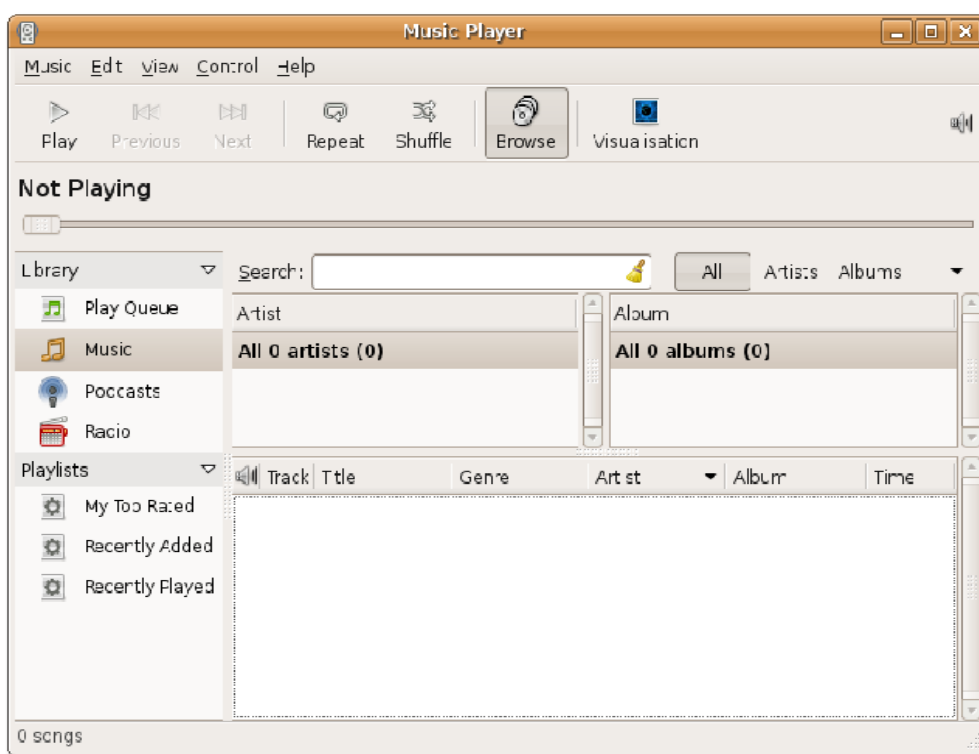 Music Player
Music Edit View Control Help
Play Previous Next Repeat Shuffle Browse Visualisation
Not Playing
Library
Search: All Artists Albums
Play Queue
Artist Album
Music
All 0 artists (0) All 0 albums (0)
Podcasts
Radio
Playlists
Track Title Genre Artist Album Time
My Top Rated
Recently Added
Recently Played
0 songs